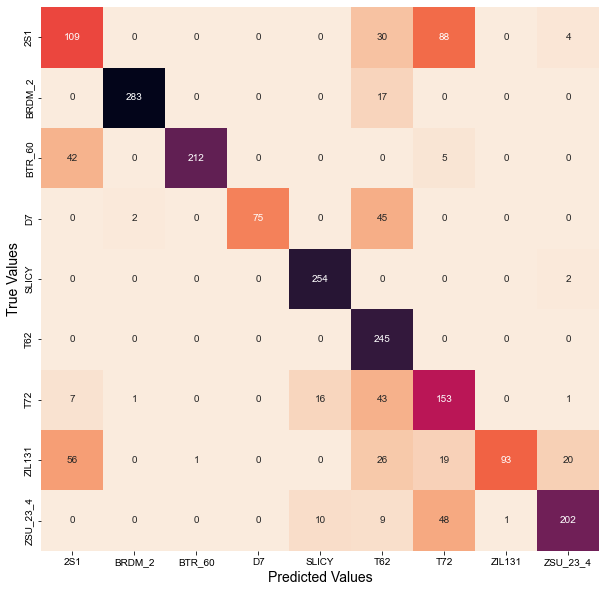 2S1 109 0 0 0 0 30 88 0 4
BRDM_2 0 283 0 0 0 17 0 0 0
BTR_60 42 0 212 0 0 0 5 0 0
D7 0 2 0 75 0 45 0 0 0
SLICY 0 0 0 0 254 0 0 0 2
T62 0 0 0 0 0 245 0 0 0
T72 7 1 0 0 16 43 153 0 1
ZIL131 56 0 1 0 0 26 19 93 20
ZSU_23_4 0 0 0 0 10 9 48 1 202
2S1 BRDM_2 BTR_60 D7 SLICY T62 T72 ZIL131 ZSU_23_4
Predicted Values
True Values